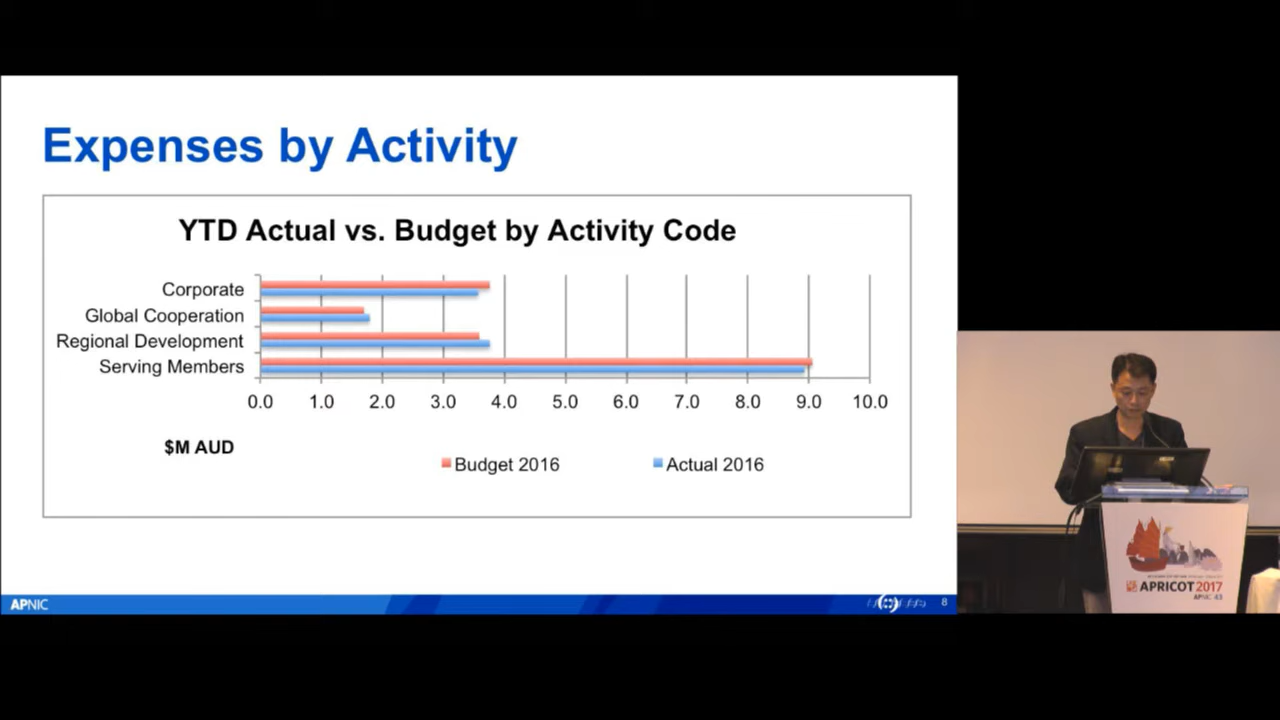 Expenses by Activity
YTD Actual vs. Budget by Activity Code
Corporate
Global Cooperation
Regional Development
Serving Members
0.0 1.0 2.0 3.0 4.0 5.0 6.0 7.0 8.0 9.0 10.0
$M AUD
Budget 2016 Actual 2016
APNIC
8
APRICOT 2017
APNIC 43